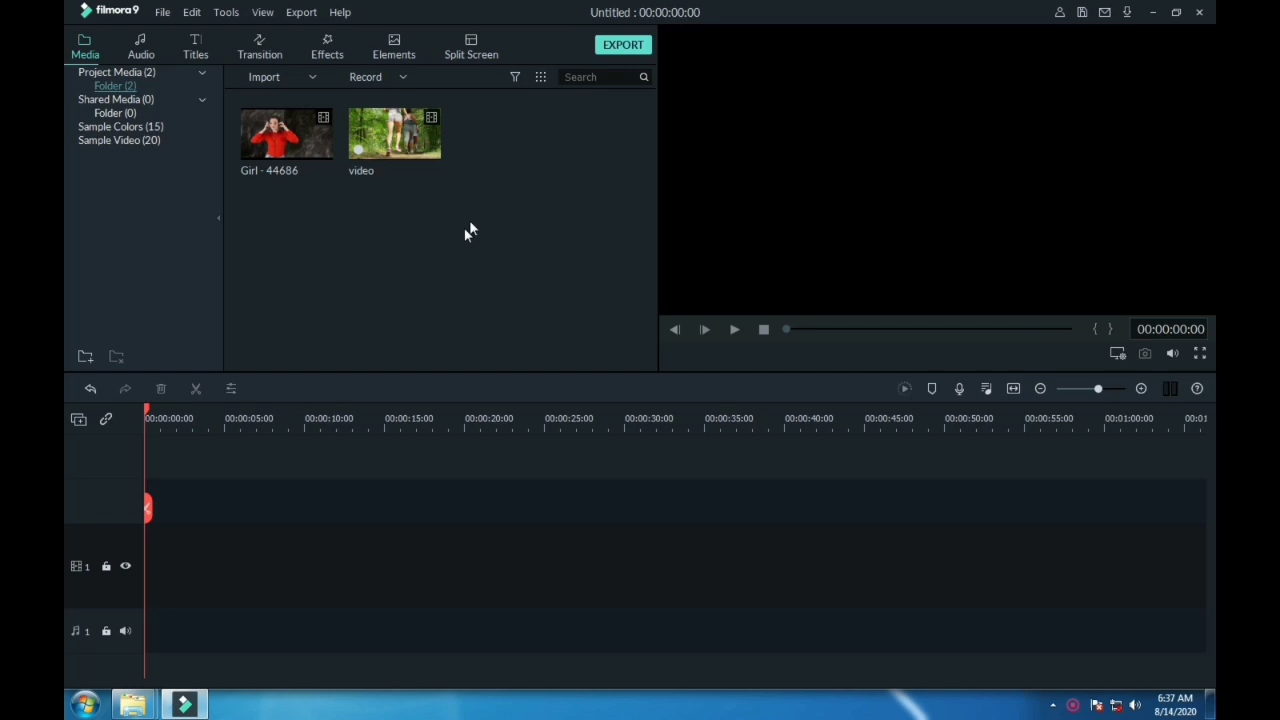 filmora9 File Edit Tools View Export Help Untitled : 00:00:00:00
Media Audio Titles Transition Effects Elements Split Screen EXPORT
Project Media (2)
Folder (2)
Shared Media (0)
Folder (0)
Sample Colors (15)
Sample Video (20)
Import Record Search
Girl - 44686 video
00:00:00:00
00:00:00:00 00:00:05:00 00:00:10:00 00:00:15:00 00:00:20:00 00:00:25:00 00:00:30:00 00:00:35:00 00:00:40:00 00:00:45:00 00:00:50:00 00:00:55:00 00:01:00:00 00:01
1
1
6:37 AM
8/14/2020